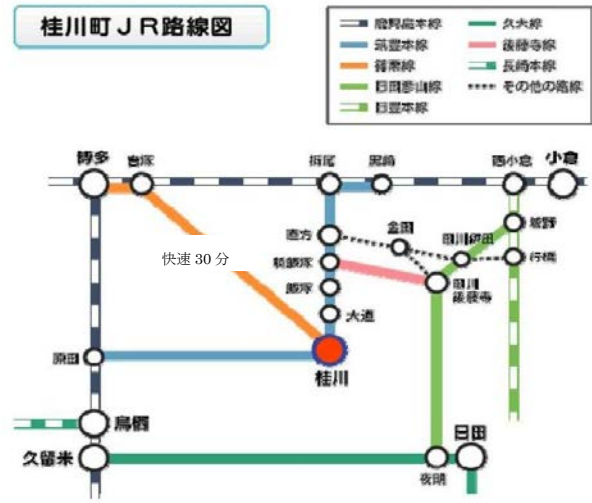 桂川町ＪＲ路線図
鹿児島本線
筑豊本線
篠栗線
日田彦山線
日豊本線
久大線
後藤寺線
長崎本線
その他の路線
博多
吉塚
折尾
黒崎
西小倉
小倉
直方
金田
田川伊田
城野
行橋
快速 30 分
新飯塚
飯塚
田川
後藤寺
大道
桂川
原田
鳥栖
久留米
日田
夜明